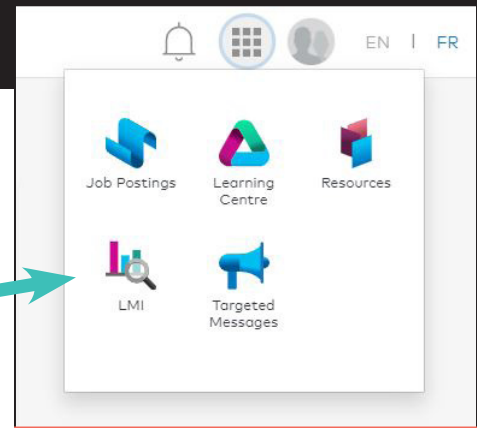 EN | FR
Job Postings
Learning
Centre
Resources
LMI
Targeted
Messages